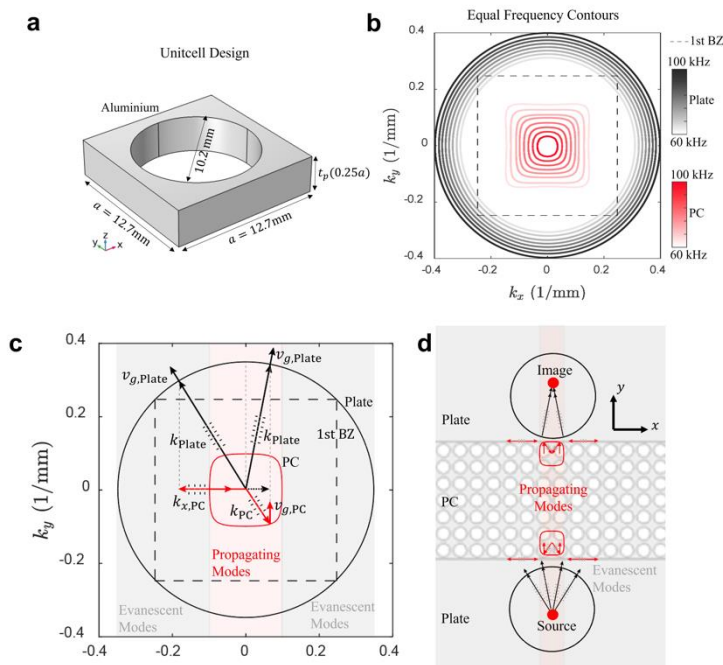 a
Unitcell Design
Aluminium
10.2 mm
t_p(0.25a)
a = 12.7mm
a = 12.7mm
z
y
x
b
Equal Frequency Contours
0.4
0.2
0
-0.2
-0.4
k_y (1/mm)
-0.4
-0.2
0
0.2
0.4
k_x (1/mm)
1st BZ
100 kHz
Plate
60 kHz
100 kHz
PC
60 kHz
c
0.4
0.2
0
-0.2
-0.4
k_y (1/mm)
v_g,Plate
v_g,Plate
Plate
k_Plate
k_Plate
1st BZ
PC
k_x,PC
k_PC
v_g,PC
Propagating
Modes
Evanescent
Modes
Evanescent
Modes
-0.4
-0.2
0
0.2
0.4
d
Image
y
x
Plate
PC
Propagating
Modes
Evanescent
Modes
Plate
Source